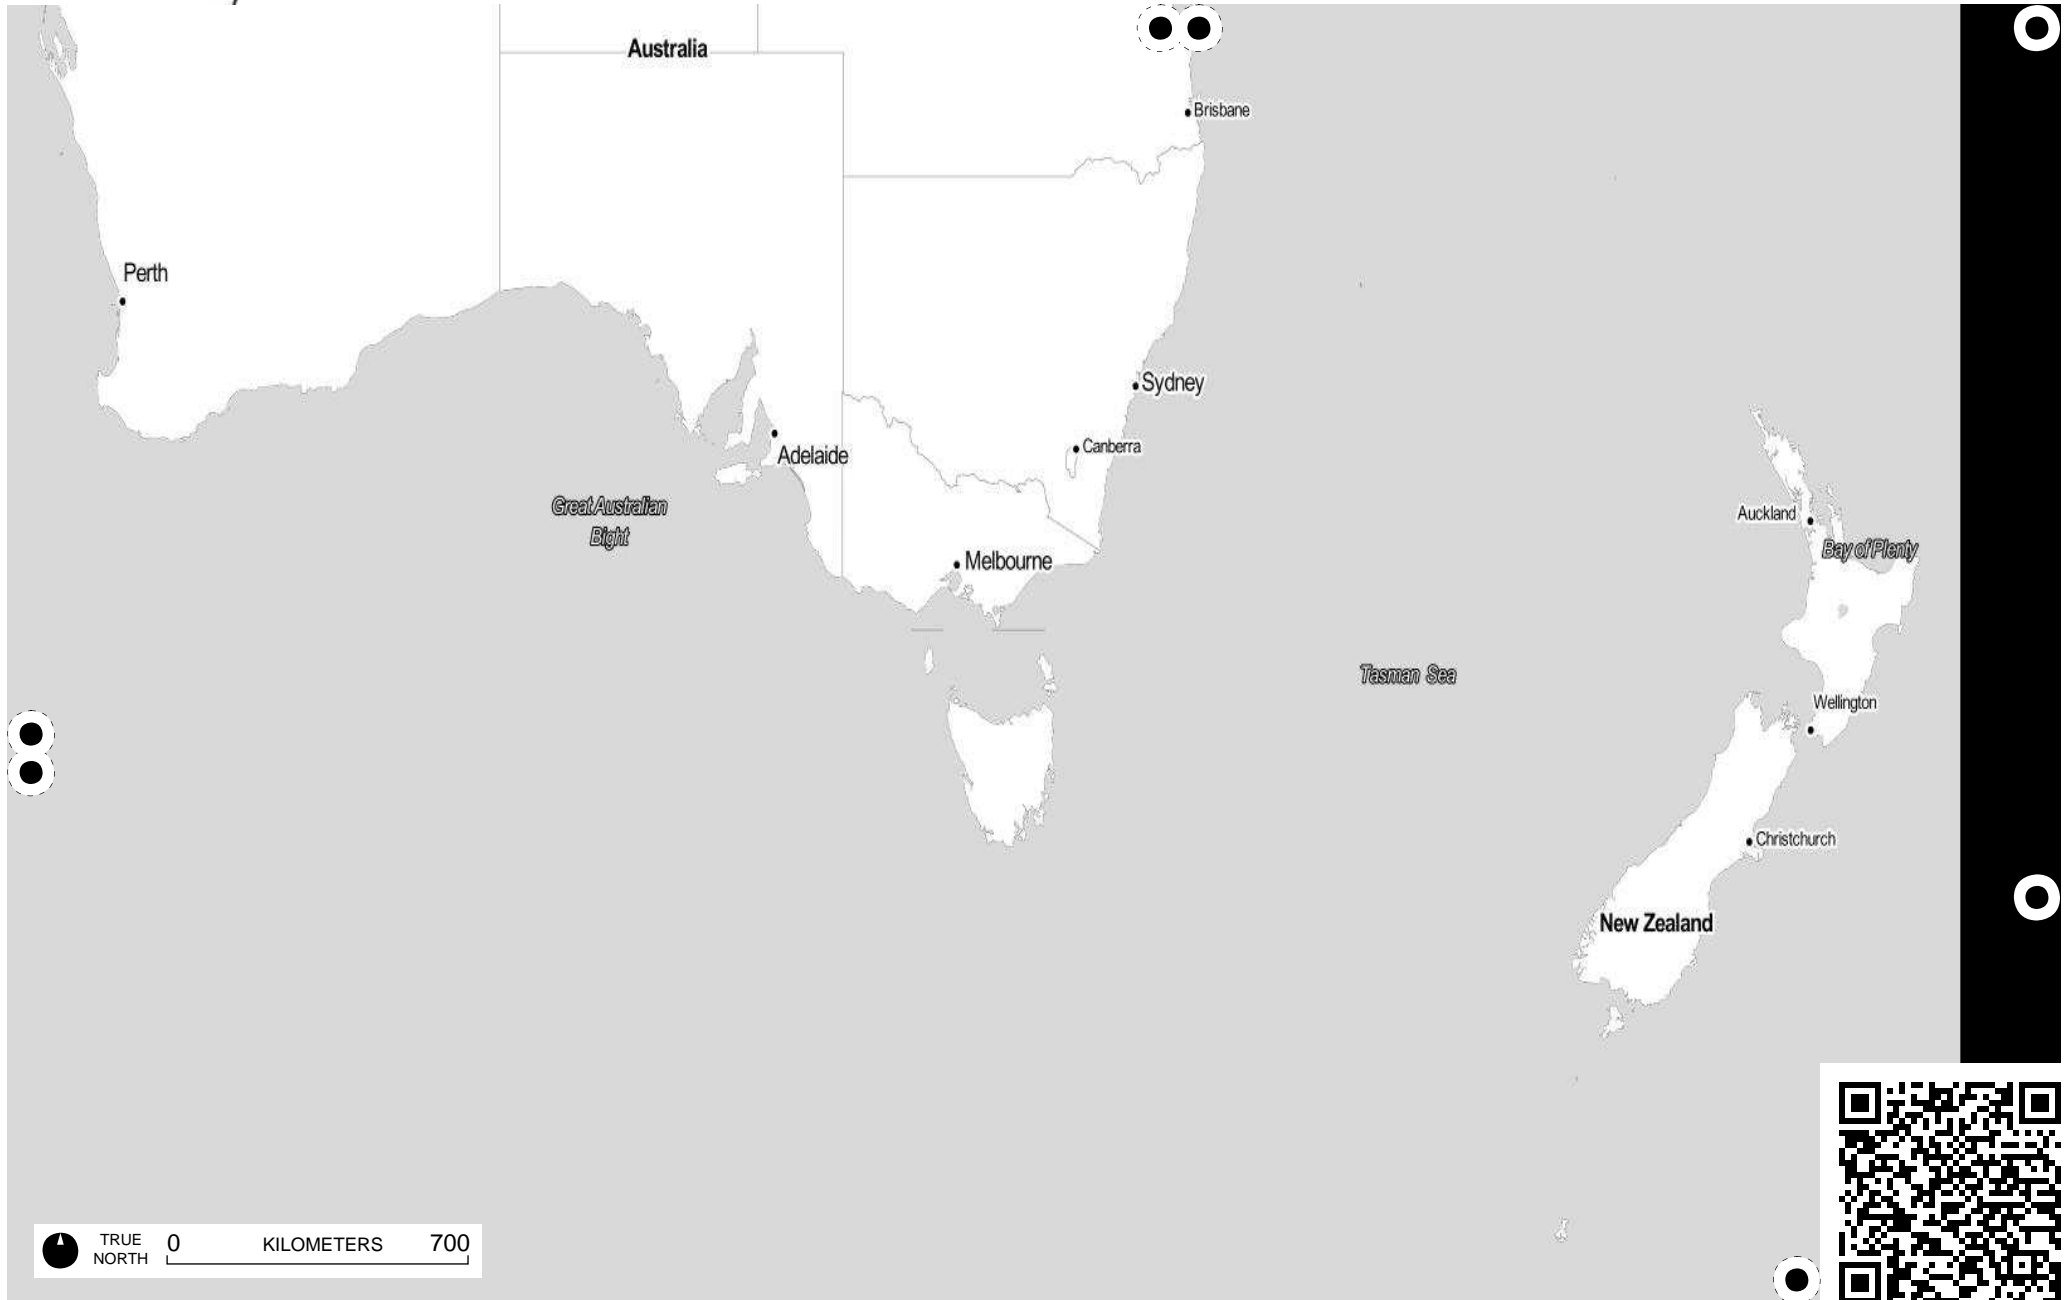 Australia
Brisbane
Perth
Sydney
Canberra
Adelaide
Great Australian
Bight
Auckland
Bay of Plenty
Melbourne
Tasman Sea
Wellington
Christchurch
New Zealand
TRUE
NORTH
0 KILOMETERS 700